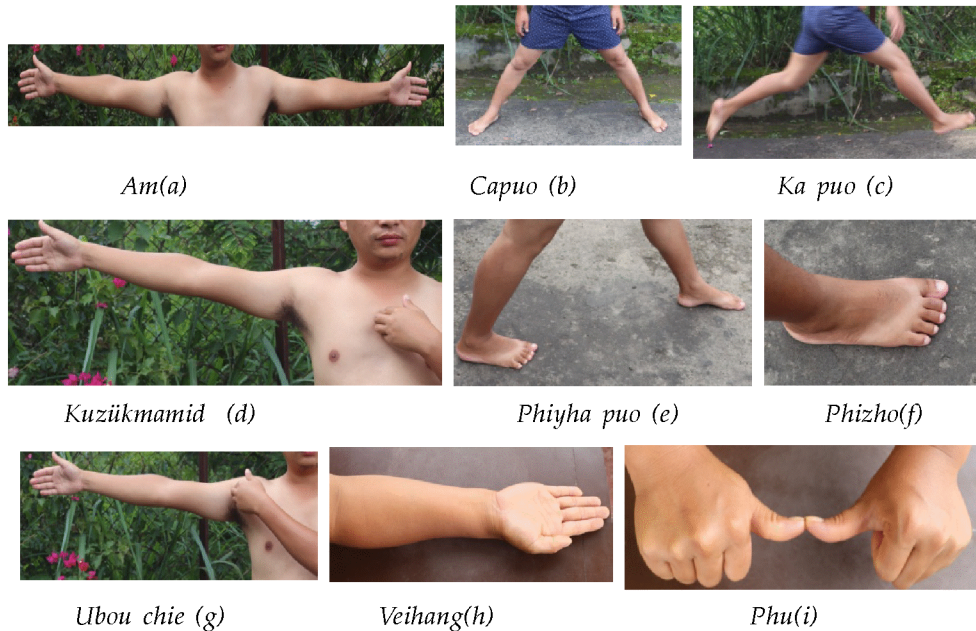 Am(a) Capuo (b) Ka puo (c)
Kuzükmamid (d) Phiyha puo (e) Phizho(f)
Ubou chie (g) Veihang(h) Phu(i)